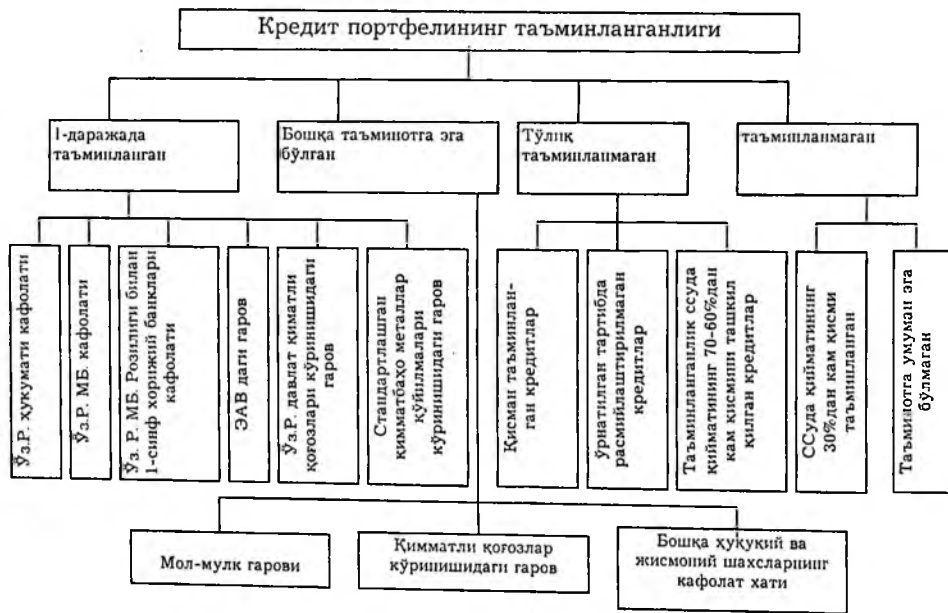 Кредит портфелининг таъминланганлиги
1-даражада
таъминланган
Бошқа таъминотга эга
бўлган
Тўлиқ
таъминланмаган
таъминланмаган
Ўз.Р. ҳукумати кафолати
Ўз.Р. МБ. кафолати
Ўз. Р. МБ. Розилиги билан
1-синф хорижий банклари
кафолати
ЭАВ даги гаров
Ўз.Р. давлат қиматли
қоғозлари кўринишидаги
гаров
Стандартлашган
қимматбаҳо металар
қўйилмалари
кўринишидаги гаров
Қисман таъминлан-
ган кредитлар
ўрнатилган тартибда
расмийлаштирилмаган
кредитлар
Таъминланганлик ссуда
қийматининг 70-60%дан
кам қисмини ташкил
қилган кредитлар
ССуда қийматининг
30%дан кам қисми
таъминланган
Таъминотга умуман эга
бўлмаган
Мол-мулк гарови
Қимматли қоғозлар
кўринишидаги гаров
Бошқа ҳуқуқий ва
жисмоний шахсларнинг
кафолат хати